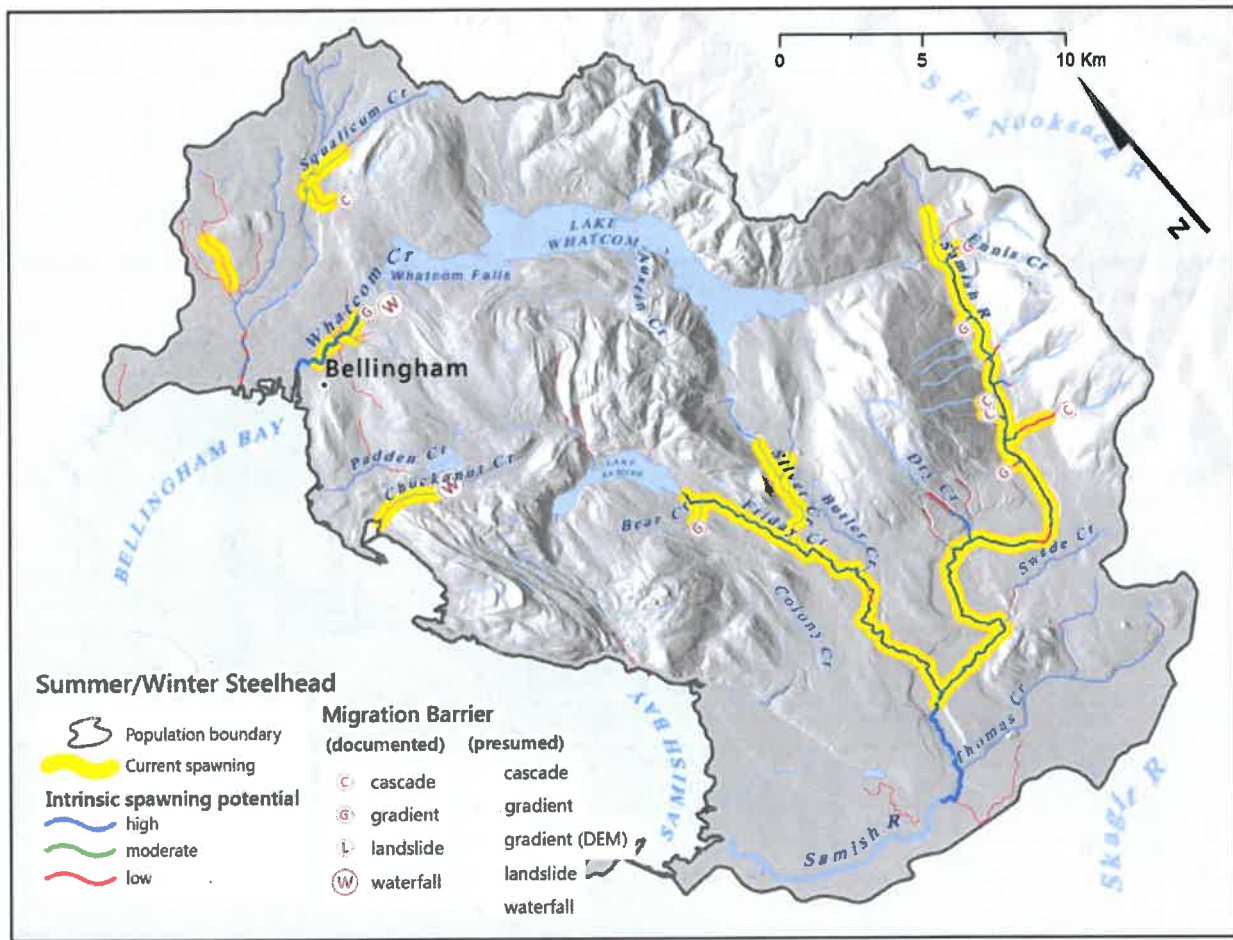 0 5 10 Km
S Fk Nooksack R
N
Squalicum Cr
C
LAKE
WHATCOM
Whatcom Cr
Whatcom Falls
Austin Cr
G W
Bellingham
BELLINGHAM BAY
Ennis Cr
G
Samish R
G
C
C
C
G
Padden Cr
Chuckanut Cr
W
LAKE
SAMISH
Silver Cr
Butler Cr
Dry Cr
Bear Cr
G
Friday Cr
Swede Cr
Colony Cr
Thomas Cr
SAMISH BAY
Samish R
Skagit R
Summer/Winter Steelhead
Population boundary
Current spawning
Intrinsic spawning potential
high
moderate
low
Migration Barrier
(documented) (presumed)
C cascade cascade
G gradient gradient
gradient (DEM)
L landslide landslide
W waterfall waterfall